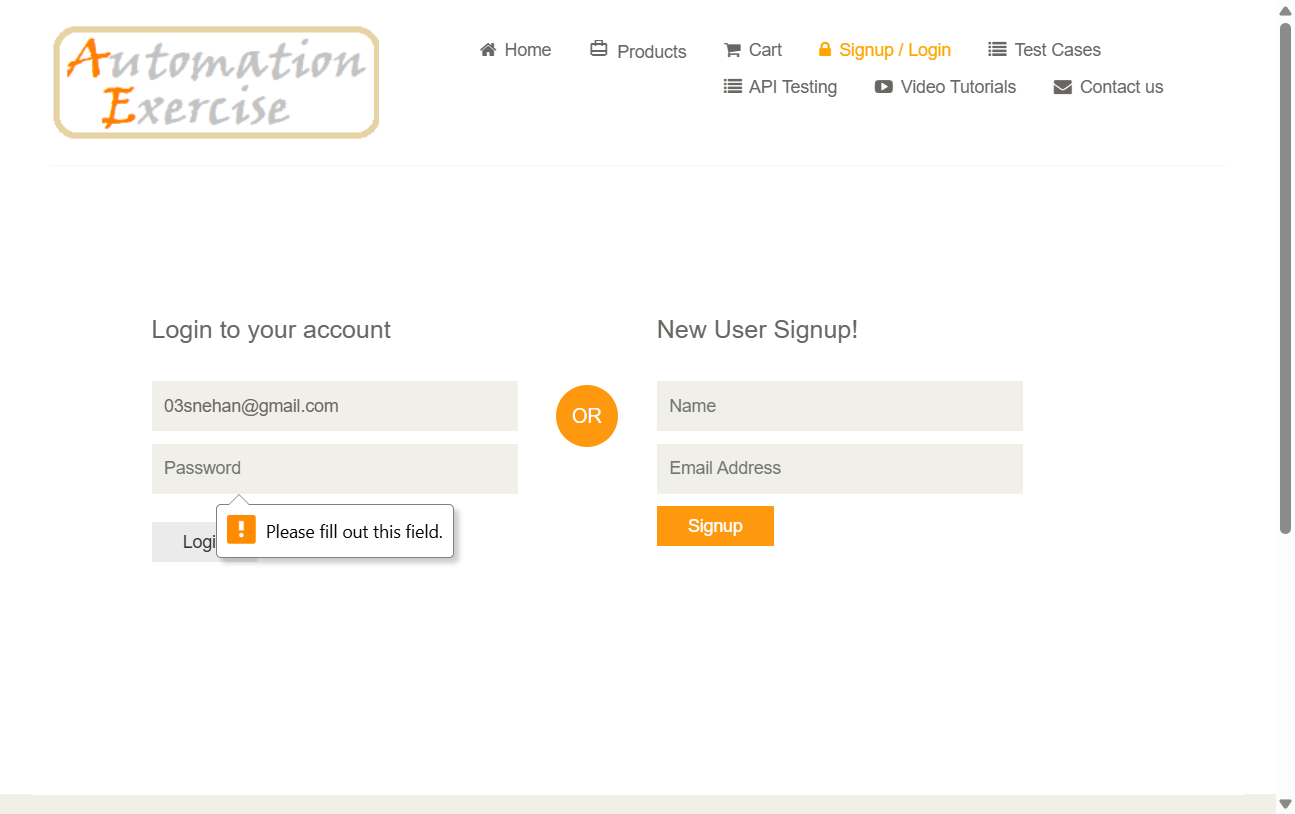 Automation
Exercise
Home
Products
Cart
Signup / Login
Test Cases
API Testing
Video Tutorials
Contact us
Login to your account
03snehan@gmail.com
Password
Please fill out this field.
Logi
OR
New User Signup!
Name
Email Address
Signup